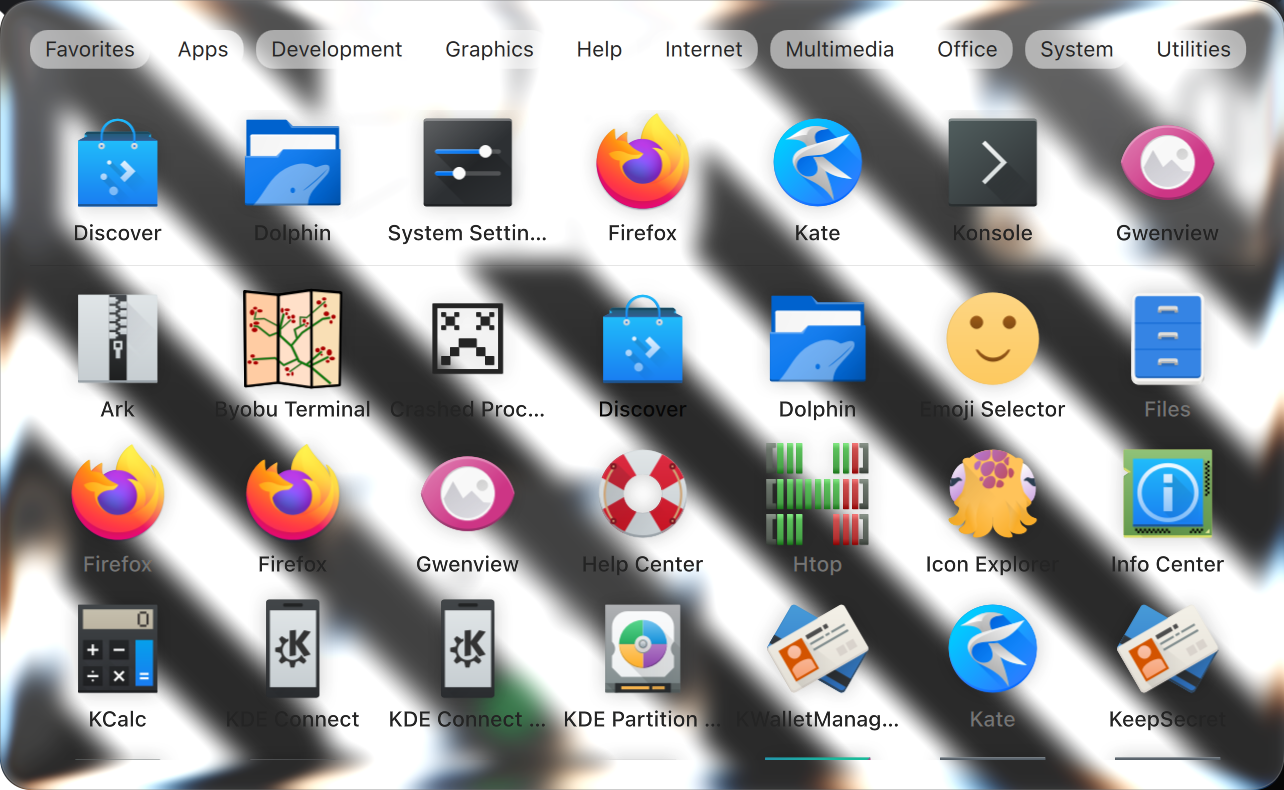 Favorites Apps Development Graphics Help Internet Multimedia Office System Utilities
Discover Dolphin System Settin... Firefox Kate Konsole Gwenview
Ark Byobu Terminal Crashed Proc... Discover Dolphin Emoji Selector Files
Firefox Firefox Gwenview Help Center Htop Icon Explorer Info Center
0
+ − ÷ × =
K K
KCalc KDE Connect KDE Connect ... KDE Partition ... KWalletManag... Kate KeepSecret